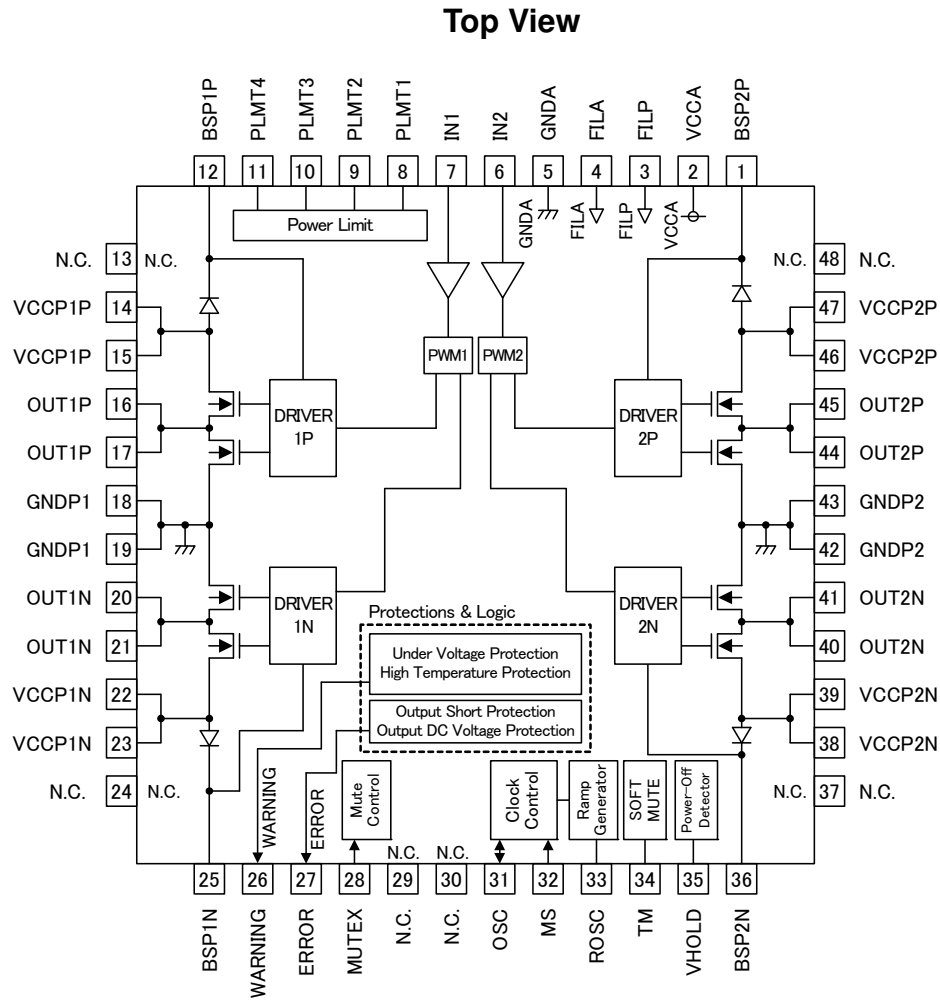 Top View
BSP1P
PLMT4
PLMT3
PLMT2
PLMT1
IN1
IN2
GNDA
FILA
FILP
VCCA
BSP2P
12
11
10
9
8
7
6
5
4
3
2
1
Power Limit
GNDA
FILA
FILP
VCCA
N.C.
13
N.C.
VCCP1P
14
VCCP1P
15
OUT1P
16
OUT1P
17
GNDP1
18
GNDP1
19
OUT1N
20
OUT1N
21
VCCP1N
22
VCCP1N
23
N.C.
24
N.C.
PWM1
PWM2
DRIVER
1P
DRIVER
2P
DRIVER
1N
DRIVER
2N
Protections & Logic
Under Voltage Protection
High Temperature Protection
Output Short Protection
Output DC Voltage Protection
N.C.
48
N.C.
47
VCCP2P
46
VCCP2P
45
OUT2P
44
OUT2P
43
GNDP2
42
GNDP2
41
OUT2N
40
OUT2N
39
VCCP2N
38
VCCP2N
N.C.
37
N.C.
WARNING
ERROR
Mute
Control
N.C.
N.C.
Clock
Control
Ramp
Generator
SOFT
MUTE
Power-Off
Detector
25
26
27
28
29
30
31
32
33
34
35
36
BSP1N
WARNING
ERROR
MUTEX
N.C.
N.C.
OSC
MS
ROSC
TM
VHOLD
BSP2N